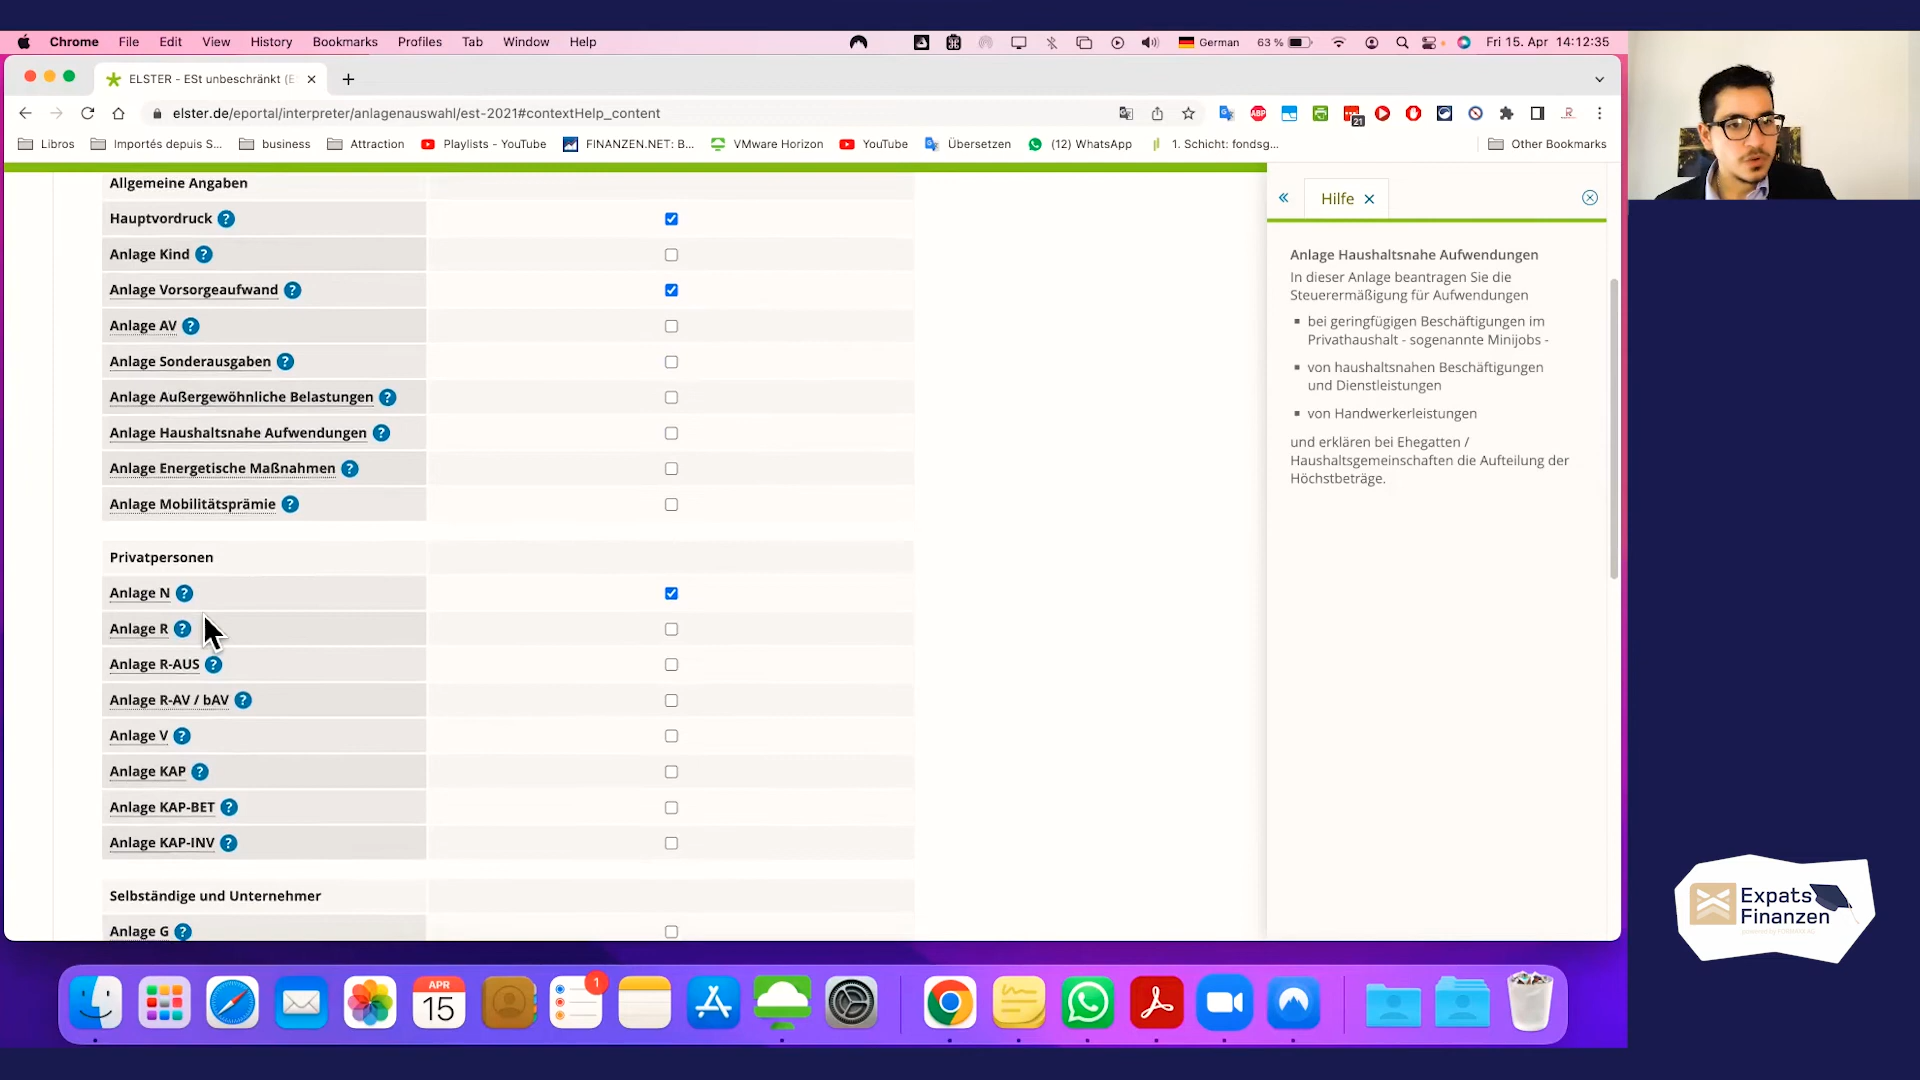 Chrome File Edit View History Bookmarks Profiles Tab Window Help German 63 % Fri 15. Apr 14:12:35
ELSTER - ESt unbeschränkt (E
elster.de/eportal/interpreter/anlagenauswahl/est-2021#contextHelp_content ABP 21
Libros Importés depuis S... business Attraction Playlists - YouTube FINANZEN.NET: B... VMware Horizon YouTube Übersetzen (12) WhatsApp 1. Schicht: fondsg... Other Bookmarks
Allgemeine Angaben
Hauptvordruck ?
Anlage Kind ?
Anlage Vorsorgeaufwand ?
Anlage AV ?
Anlage Sonderausgaben ?
Anlage Außergewöhnliche Belastungen ?
Anlage Haushaltsnahe Aufwendungen ?
Anlage Energetische Maßnahmen ?
Anlage Mobilitätsprämie ?
Privatpersonen
Anlage N ?
Anlage R ?
Anlage R-AUS ?
Anlage R-AV / bAV ?
Anlage V ?
Anlage KAP ?
Anlage KAP-BET ?
Anlage KAP-INV ?
Selbständige und Unternehmer
Anlage G ?
Hilfe
Anlage Haushaltsnahe Aufwendungen
In dieser Anlage beantragen Sie die
Steuerermäßigung für Aufwendungen
bei geringfügigen Beschäftigungen im
Privathaushalt - sogenannte Minijobs -
von haushaltsnahen Beschäftigungen
und Dienstleistungen
von Handwerkerleistungen
und erklären bei Ehegatten /
Haushaltsgemeinschaften die Aufteilung der
Höchstbeträge.
Expats
Finanzen
APR
15
1